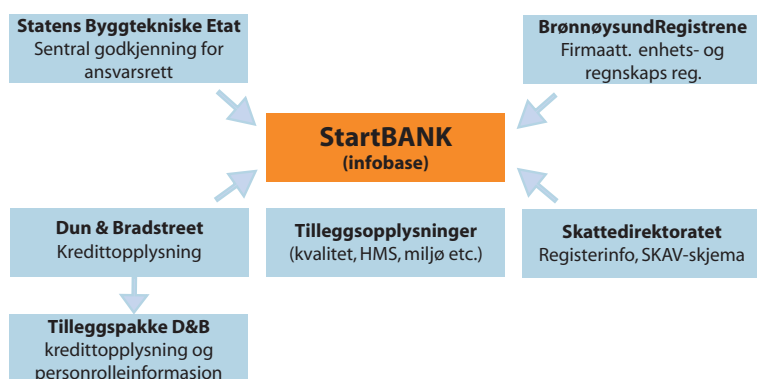 Statens Byggtekniske Etat
Sentral godkjenning for
ansvarsrett
BrønnøysundRegistrene
Firmaatt. enhets- og
regnskaps reg.
StartBANK
(infobase)
Dun & Bradstreet
Kredittopplysning
Tilleggsopplysninger
(kvalitet, HMS, miljø etc.)
Skattedirektoratet
Registerinfo, SKAV-skjema
Tilleggspakke D&B
kredittopplysning og
personrolleinformasjon